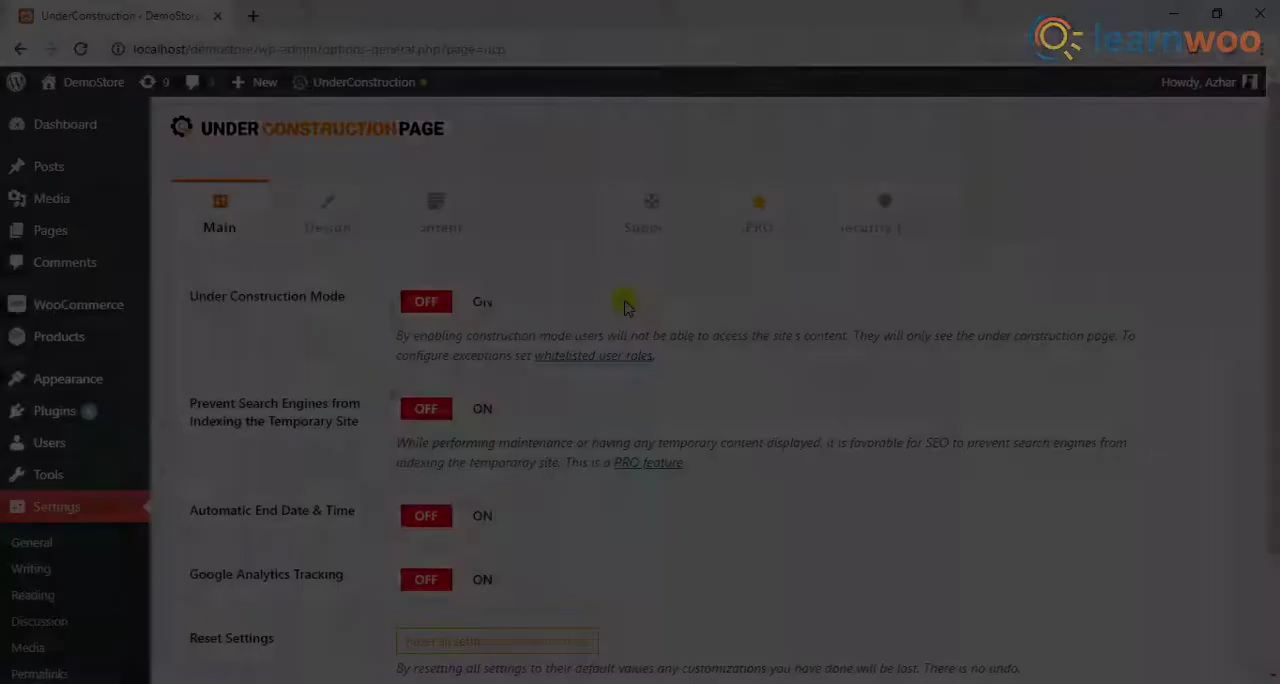 UnderConstruction ‹ DemoStore
learnwoo
localhost/demostore/wp-admin/options-general.php?page=ucp
DemoStore
9
New
UnderConstruction
Howdy, Azhar
UNDER CONSTRUCTION PAGE
Dashboard
Posts
Media
Pages
Comments
WooCommerce
Products
Appearance
Plugins
Users
Tools
Settings
General
Writing
Reading
Discussion
Media
Permalinks
Main
Design
PRO
Under Construction Mode
OFF
By enabling construction mode users will not be able to access the site's content. They will only see the under construction page. To
configure exceptions set whitelisted user roles.
Prevent Search Engines from
Indexing the Temporary Site
OFF ON
While performing maintenance or having any temporary content displayed, it is favorable for SEO to prevent search engines from
indexing the temporaray site. This is a PRO feature
Automatic End Date & Time
OFF ON
Google Analytics Tracking
OFF ON
Reset Settings
By resetting all settings to their default values any customizations you have done will be lost. There is no undo.